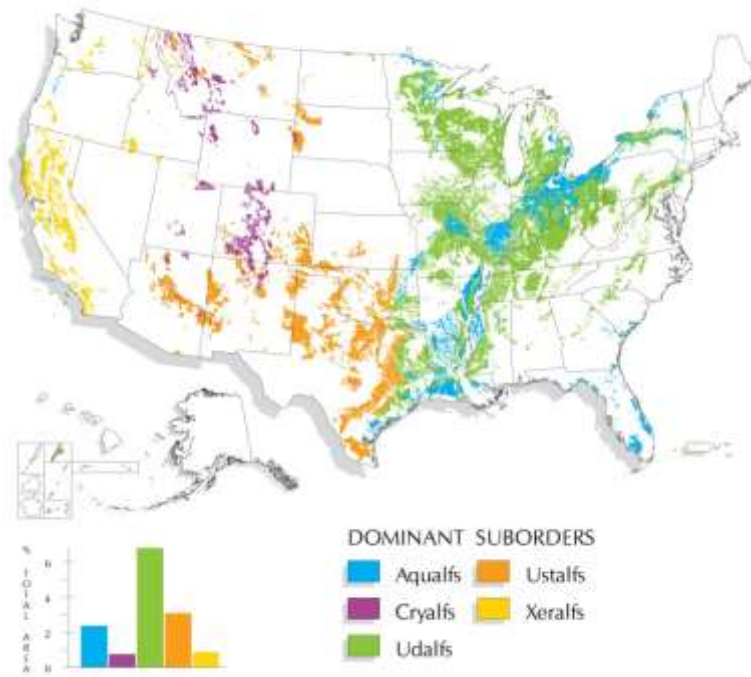 DOMINANT SUBORDERS
Aqualfs Ustalfs
Cryalfs Xeralfs
Udalfs
% TOTAL AREA
6
4
2
0